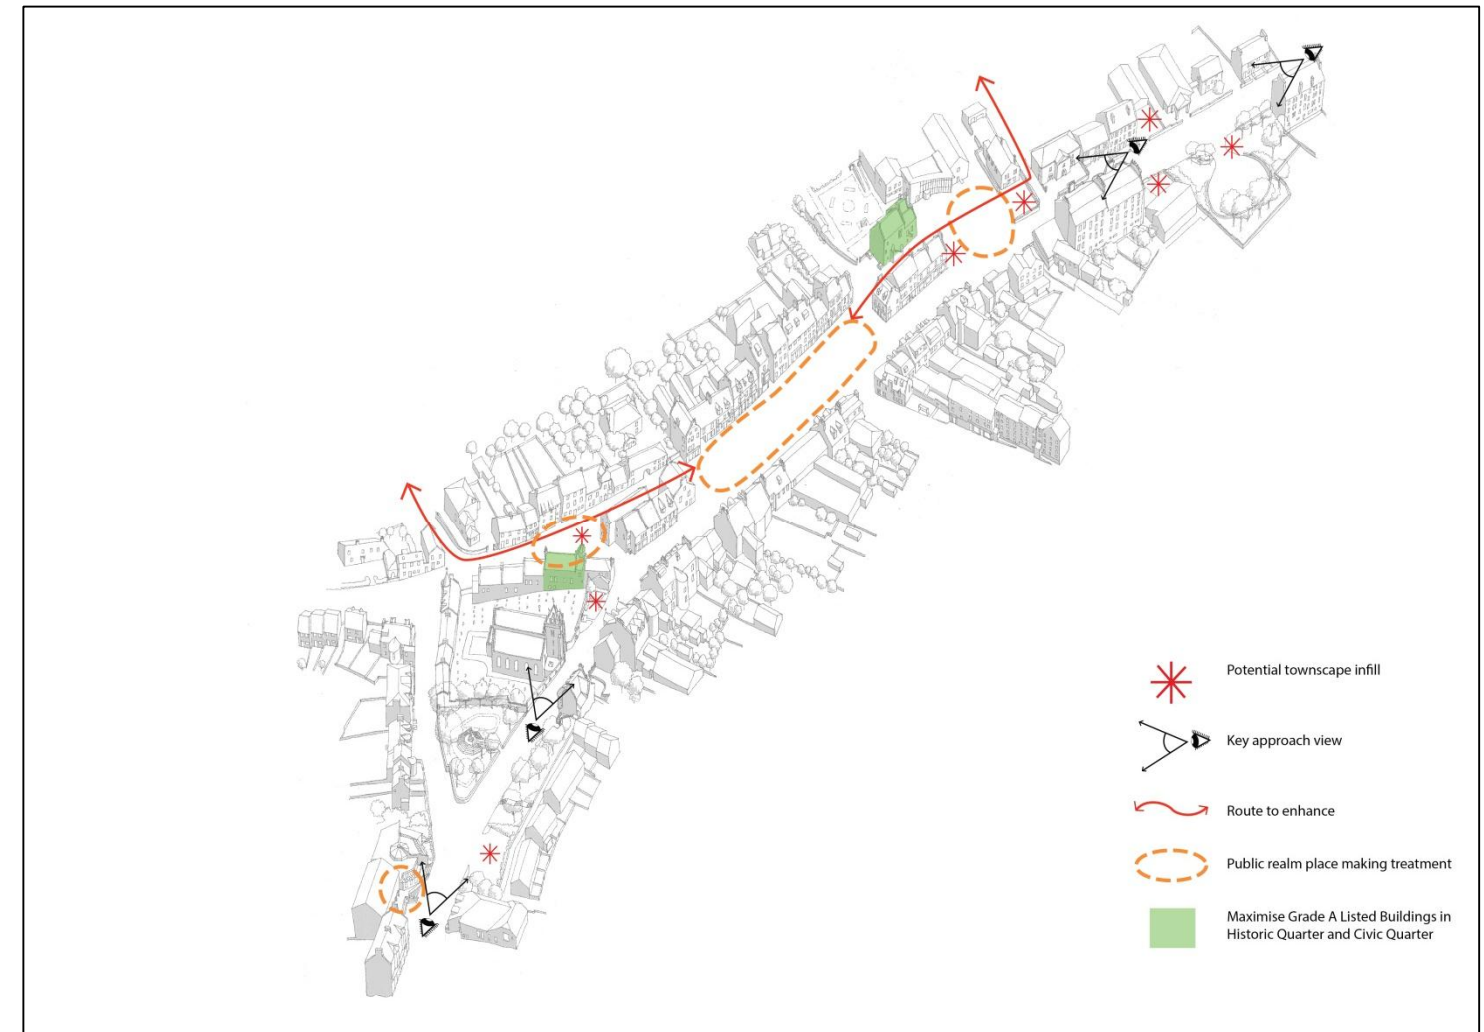 Potential townscape infill
Key approach view
Route to enhance
Public realm place making treatment
Maximise Grade A Listed Buildings in
Historic Quarter and Civic Quarter